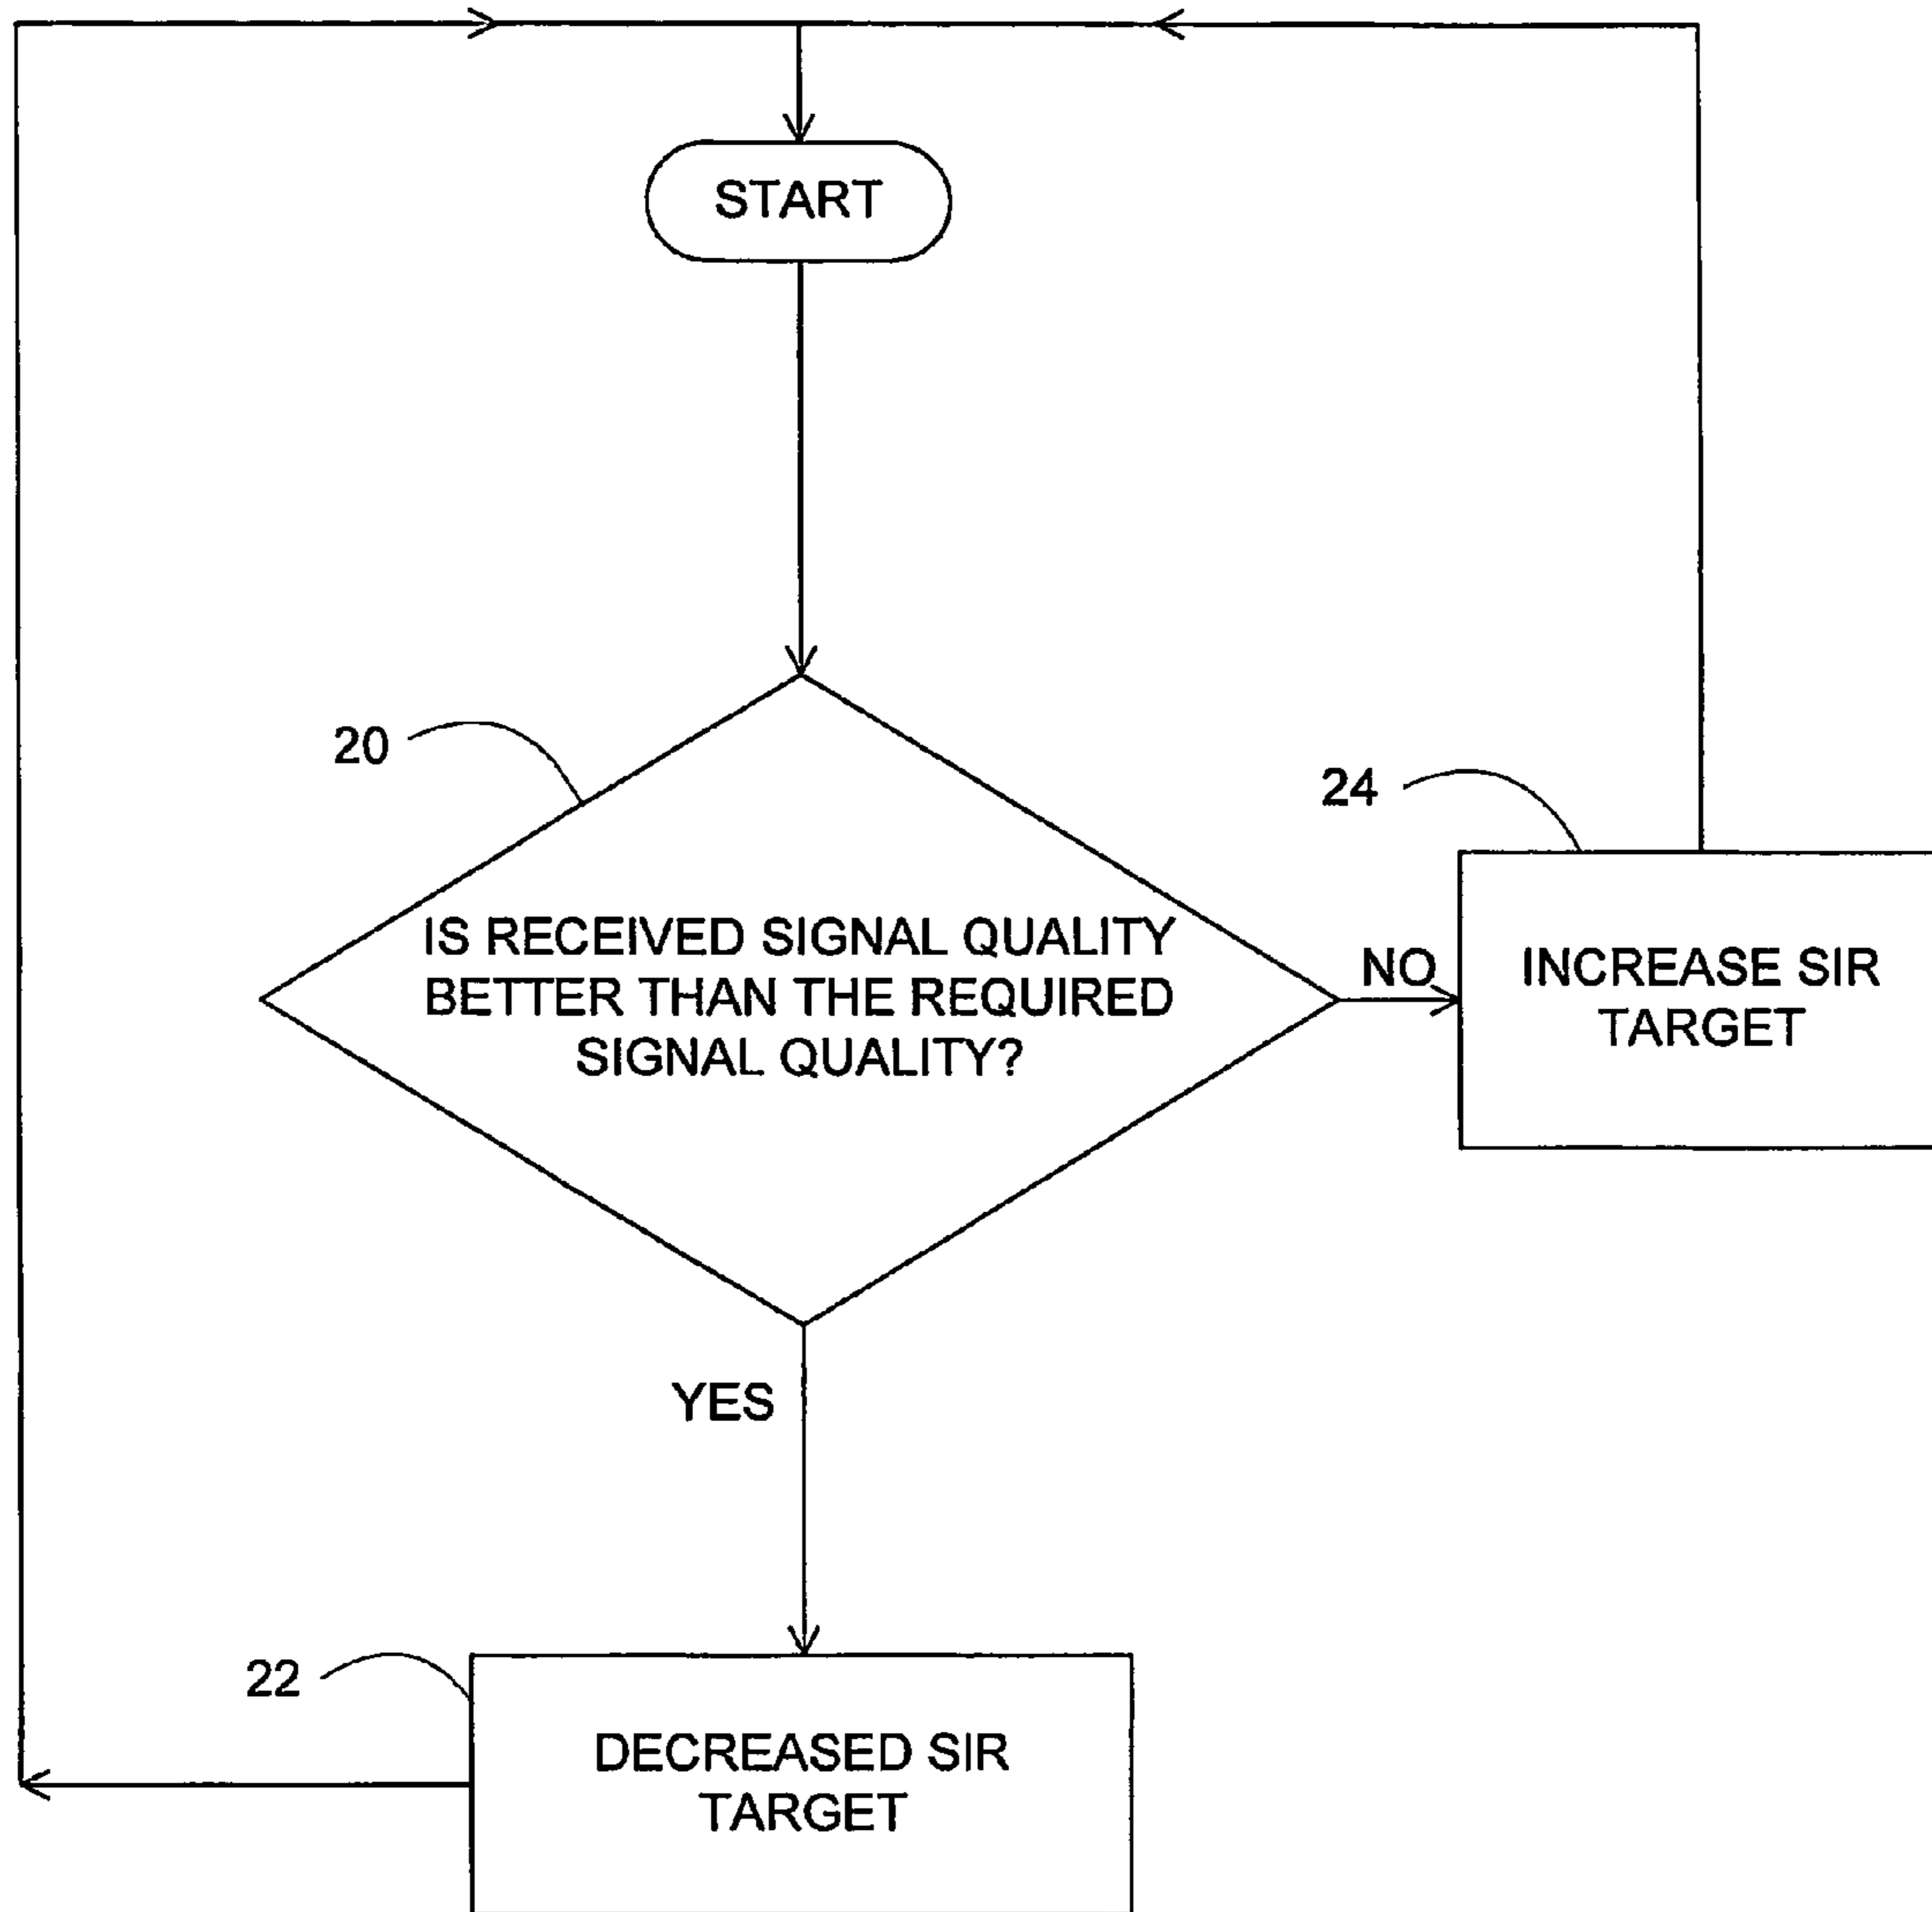 START
20
24
IS RECEIVED SIGNAL QUALITY
BETTER THAN THE REQUIRED
SIGNAL QUALITY?
NO
INCREASE SIR
TARGET
YES
22
DECREASED SIR
TARGET